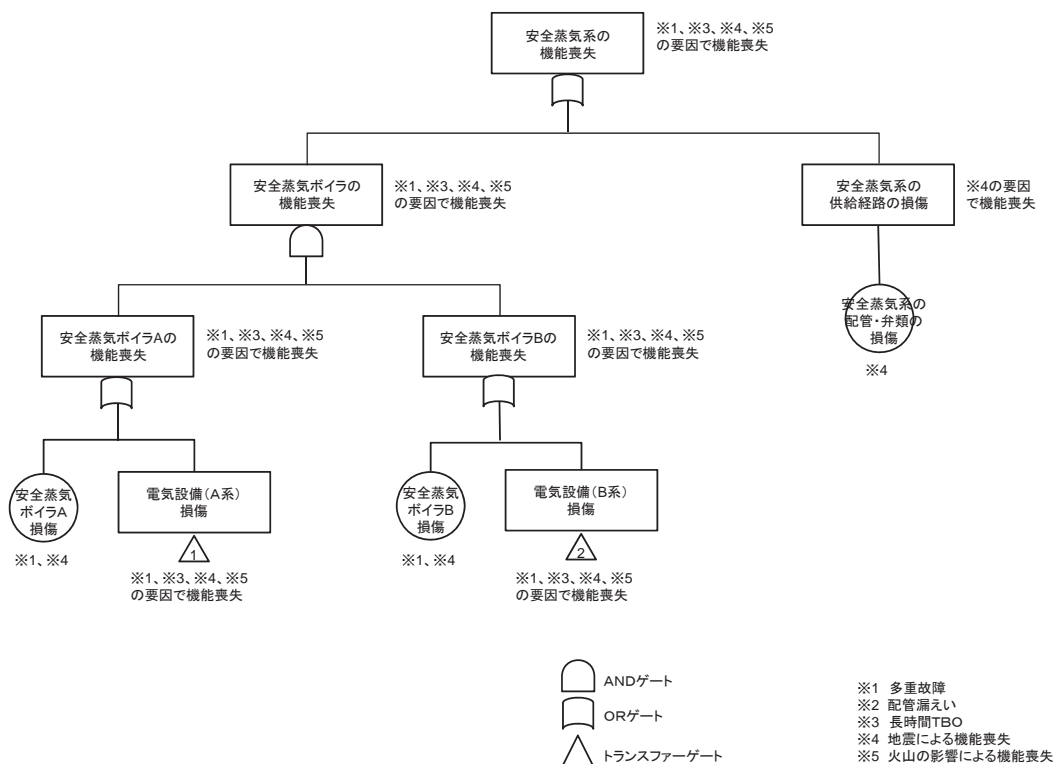 安全蒸気系の
機能喪失
※1、※3、※4、※5
の要因で機能喪失
安全蒸気ボイラの
機能喪失
※1、※3、※4、※5
の要因で機能喪失
安全蒸気系の
供給経路の損傷
※4の要因
で機能喪失
安全蒸気ボイラAの
機能喪失
※1、※3、※4、※5
の要因で機能喪失
安全蒸気ボイラBの
機能喪失
※1、※3、※4、※5
の要因で機能喪失
安全蒸気系の
配管・弁類の
損傷
※4
安全蒸気
ボイラA
損傷
※1、※4
電気設備(A系)
損傷
1
※1、※3、※4、※5
の要因で機能喪失
安全蒸気
ボイラB
損傷
※1、※4
電気設備(B系)
損傷
2
※1、※3、※4、※5
の要因で機能喪失
ANDゲート
ORゲート
トランスファーゲート
※1 多重故障
※2 配管漏えい
※3 長時間TBO
※4 地震による機能喪失
※5 火山の影響による機能喪失